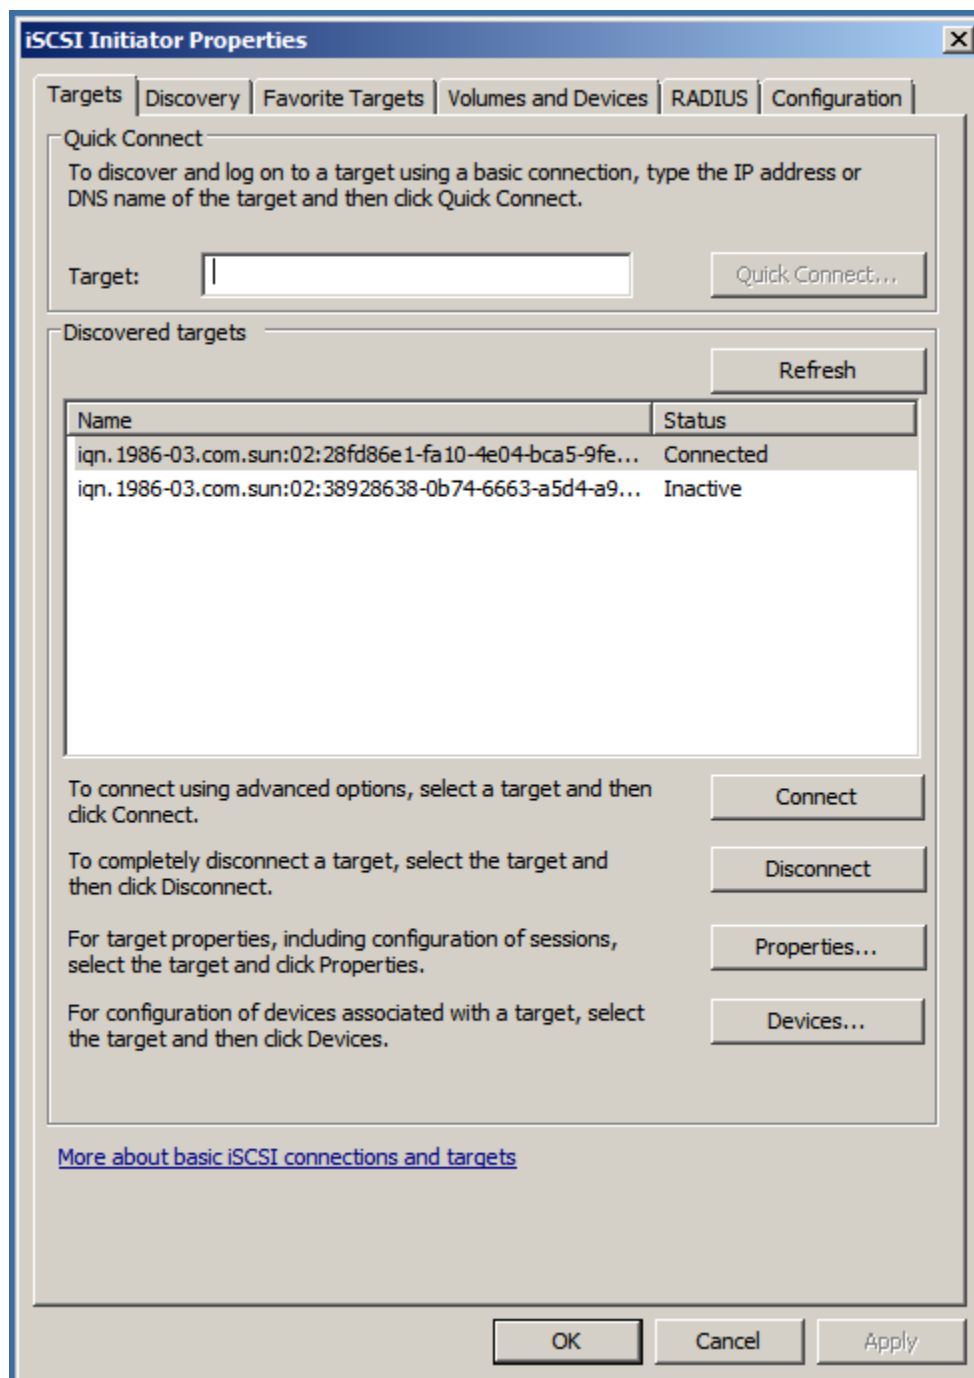 iSCSI Initiator Properties
Targets Discovery Favorite Targets Volumes and Devices RADIUS Configuration
Quick Connect
To discover and log on to a target using a basic connection, type the IP address or
DNS name of the target and then click Quick Connect.
Target: Quick Connect...
Discovered targets
Refresh
Name Status
iqn.1986-03.com.sun:02:28fd86e1-fa10-4e04-bca5-9fe... Connected
iqn.1986-03.com.sun:02:38928638-0b74-6663-a5d4-a9... Inactive
To connect using advanced options, select a target and then
click Connect.
Connect
To completely disconnect a target, select the target and
then click Disconnect.
Disconnect
For target properties, including configuration of sessions,
select the target and click Properties.
Properties...
For configuration of devices associated with a target, select
the target and then click Devices.
Devices...
More about basic iSCSI connections and targets
OK Cancel Apply